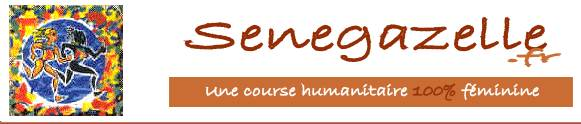 Senegazelle
.fr
Une course humanitaire 100% féminine